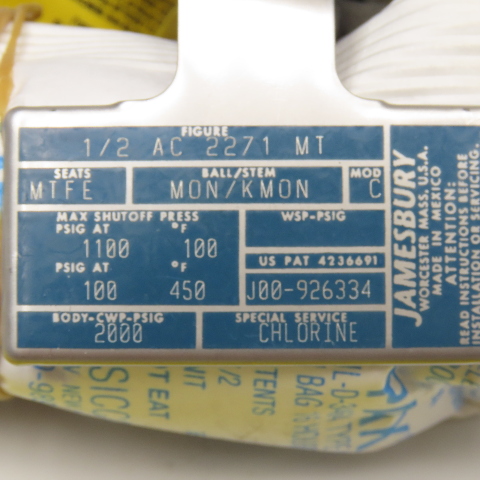 FIGURE
1/2 AC 2271 MT
SEATS BALL/STEM MOD
MTFE MON/KMON C
MAX SHUTOFF PRESS WSP-PSIG
PSIG AT °F
1100 100
PSIG AT °F US PAT 4236691
100 450 J00-926334
BODY-CWP-PSIG SPECIAL SERVICE
2000 CHLORINE
JAMESBURY
WORCESTER MASS. U.S.A.
MADE IN MEXICO
ATTENTION:
READ INSTRUCTIONS BEFORE
INSTALLATION OR SERVICING.